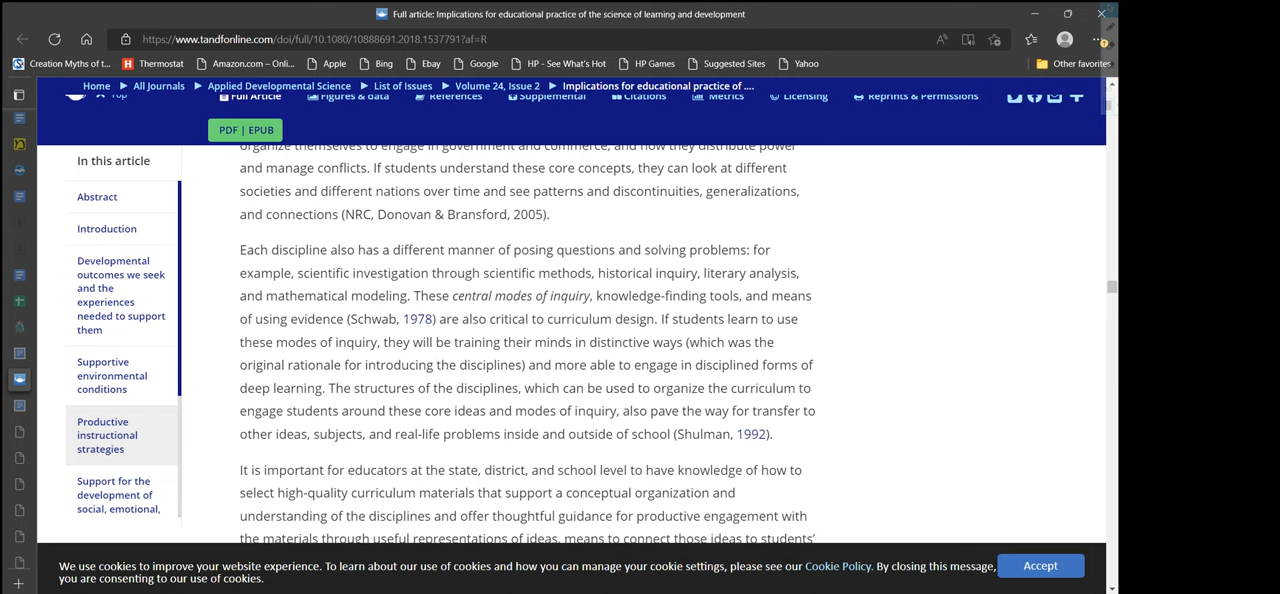 Full article: Implications for educational practice of the science of learning and development
https://www.tandfonline.com/doi/full/10.1080/10888691.2018.1537791?af=R
Creation Myths of t... Thermostat Amazon.com – Onli... Apple Bing Ebay Google HP - See What's Hot HP Games Suggested Sites Yahoo Other favorites
Home All Journals Applied Developmental Science List of Issues Volume 24, Issue 2 Implications for educational practice of ....
Top Full Article Figures & data References Supplemental Citations Metrics Licensing Reprints & Permissions
PDF | EPUB
In this article
Abstract
Introduction
Developmental
outcomes we seek
and the
experiences
needed to support
them
Supportive
environmental
conditions
Productive
instructional
strategies
Support for the
development of
social, emotional,
organize themselves to engage in government and commerce, and how they distribute power
and manage conflicts. If students understand these core concepts, they can look at different
societies and different nations over time and see patterns and discontinuities, generalizations,
and connections (NRC, Donovan & Bransford, 2005).
Each discipline also has a different manner of posing questions and solving problems: for
example, scientific investigation through scientific methods, historical inquiry, literary analysis,
and mathematical modeling. These central modes of inquiry, knowledge-finding tools, and means
of using evidence (Schwab, 1978) are also critical to curriculum design. If students learn to use
these modes of inquiry, they will be training their minds in distinctive ways (which was the
original rationale for introducing the disciplines) and more able to engage in disciplined forms of
deep learning. The structures of the disciplines, which can be used to organize the curriculum to
engage students around these core ideas and modes of inquiry, also pave the way for transfer to
other ideas, subjects, and real-life problems inside and outside of school (Shulman, 1992).
It is important for educators at the state, district, and school level to have knowledge of how to
select high-quality curriculum materials that support a conceptual organization and
understanding of the disciplines and offer thoughtful guidance for productive engagement with
the materials through useful representations of ideas, means to connect those ideas to students'
We use cookies to improve your website experience. To learn about our use of cookies and how you can manage your cookie settings, please see our Cookie Policy. By closing this message,
you are consenting to our use of cookies.
Accept